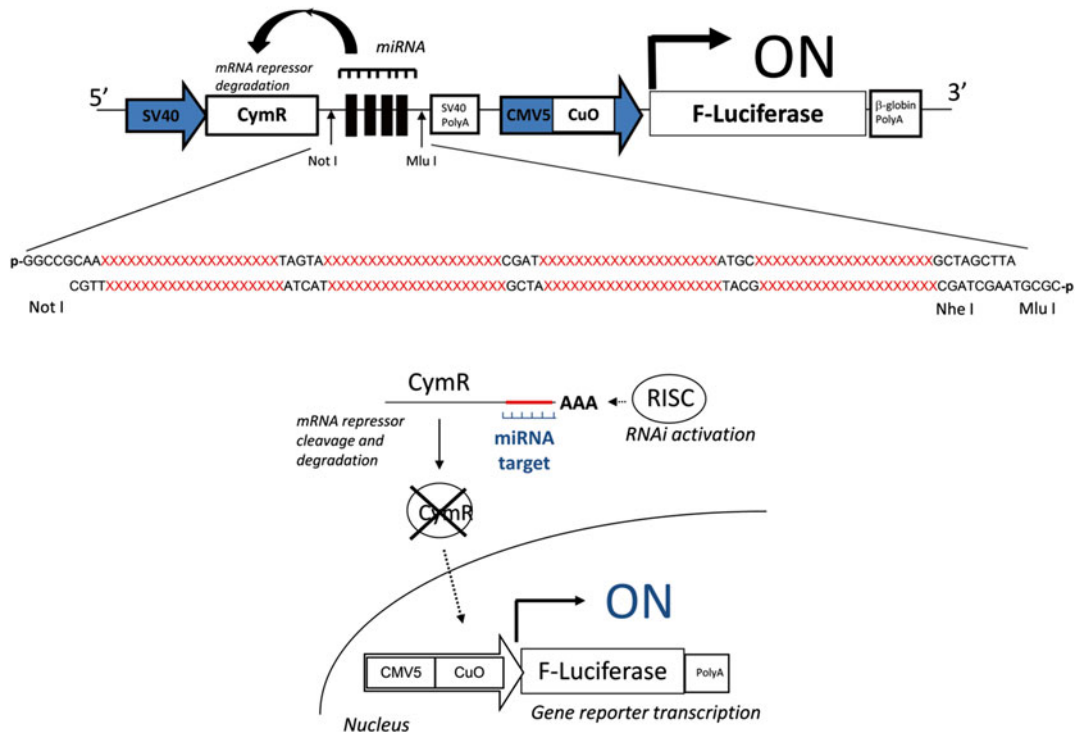 ON
miRNA
mRNA repressor
degradation
5’
3’
SV40
CymR
SV40
PolyA
CMV5
CuO
F-Luciferase
β-globin
PolyA
Not I
Mlu I
p-GGCCGCAAXXXXXXXXXXXXXXXXXXXXXTAGTAXXXXXXXXXXXXXXXXXXXXXCGATXXXXXXXXXXXXXXXXXXXXXATGCXXXXXXXXXXXXXXXXXXXXXGCTAGCTTA
CGTTXXXXXXXXXXXXXXXXXXXXXATCATXXXXXXXXXXXXXXXXXXXXXGCTAXXXXXXXXXXXXXXXXXXXXXTACGXXXXXXXXXXXXXXXXXXXXXCGATCGAATGCGC-p
Not I
Nhe I
Mlu I
CymR
AAA
RISC
RNAi activation
mRNA repressor
cleavage and
degradation
miRNA
target
CymR
ON
CMV5
CuO
F-Luciferase
PolyA
Nucleus
Gene reporter transcription